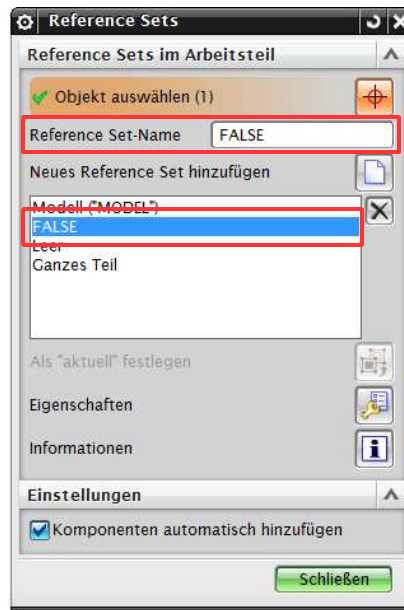 Reference Sets
Reference Sets im Arbeitsteil
Objekt auswählen (1)
Reference Set-Name FALSE
Neues Reference Set hinzufügen
Modell ("MODEL")
FALSE
Leer
Ganzes Teil
Als "aktuell" festlegen
Eigenschaften
Informationen
Einstellungen
Komponenten automatisch hinzufügen
Schließen